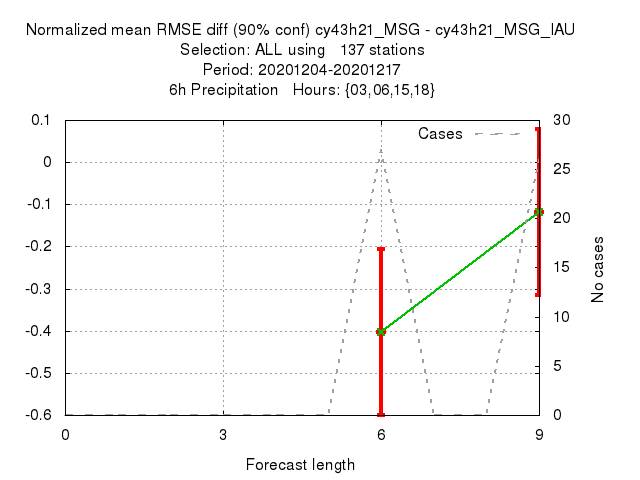 Normalized mean RMSE diff (90% conf) cy43h21_MSG - cy43h21_MSG_IAU
Selection: ALL using   137 stations
Period: 20201204-20201217
6h Precipitation   Hours: {03,06,15,18}
Cases
0.1
0
-0.1
-0.2
-0.3
-0.4
-0.5
-0.6
30
25
20
15
10
5
0
No cases
0 3 6 9
Forecast length